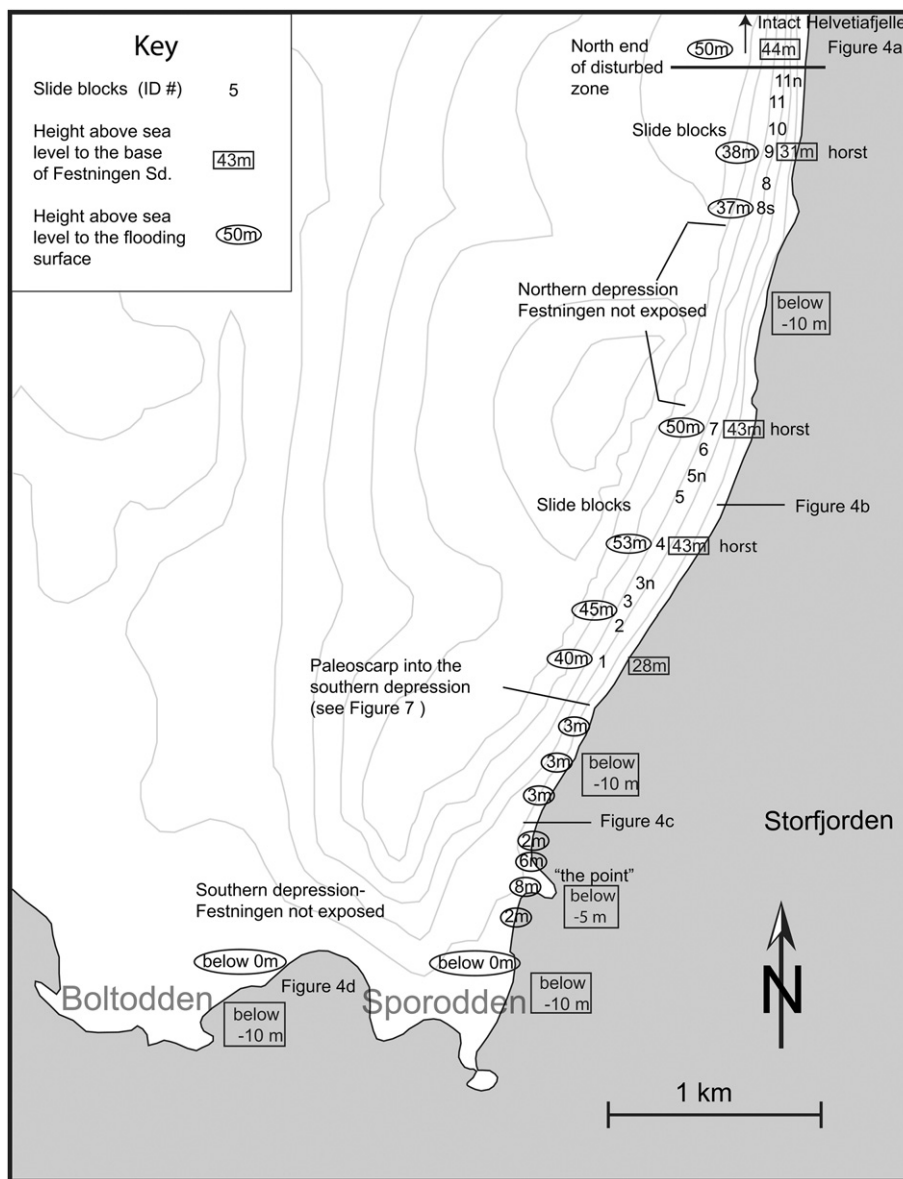 Key
Slide blocks (ID #) 5
Height above sea
level to the base
of Festningen Sd.
43m
Height above sea
level to the flooding
surface
50m
Intact Helvetiafjelle
North end
of disturbed
zone
50m 44m Figure 4a
11n
11
10
Slide blocks
38m 9 31m horst
8
37m 8s
Northern depression
Festningen not exposed
below
-10 m
50m 7 43m horst
6
5n
5
Slide blocks
Figure 4b
53m 4 43m horst
3n
3
45m
2
40m 1 28m
Paleoscarp into the
southern depression
(see Figure 7 )
3m
3m
below
-10 m
3m
Figure 4c
Storfjorden
2m
6m
"the point"
8m
below
-5 m
2m
Southern depression-
Festningen not exposed
below 0m
below 0m
Figure 4d
Boltodden
Sporodden
below
-10 m
below
-10 m
N
1 km